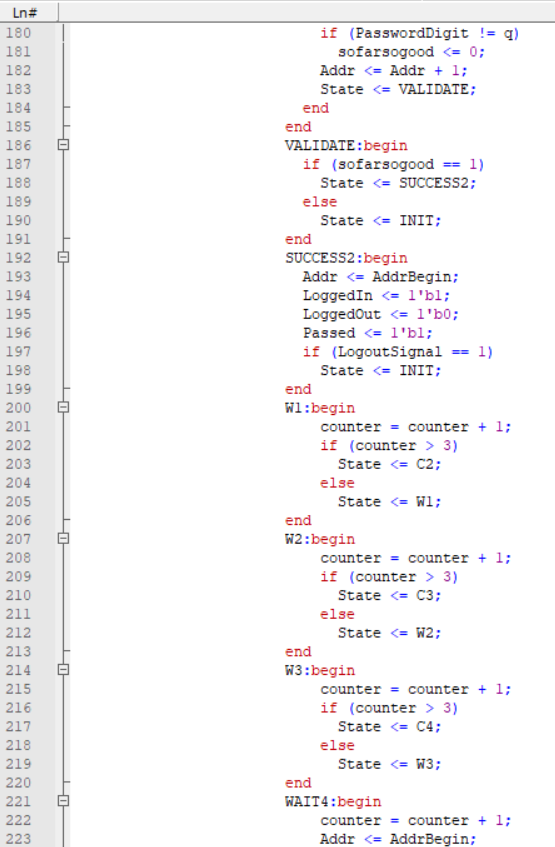 Ln#
180 if (PasswordDigit != q)
181 sofarsogood <= 0;
182 Addr <= Addr + 1;
183 State <= VALIDATE;
184 end
185 end
186 VALIDATE:begin
187 if (sofarsogood == 1)
188 State <= SUCCESS2;
189 else
190 State <= INIT;
191 end
192 SUCCESS2:begin
193 Addr <= AddrBegin;
194 LoggedIn <= 1'b1;
195 LoggedOut <= 1'b0;
196 Passed <= 1'b1;
197 if (LogoutSignal == 1)
198 State <= INIT;
199 end
200 W1:begin
201 counter = counter + 1;
202 if (counter > 3)
203 State <= C2;
204 else
205 State <= W1;
206 end
207 W2:begin
208 counter = counter + 1;
209 if (counter > 3)
210 State <= C3;
211 else
212 State <= W2;
213 end
214 W3:begin
215 counter = counter + 1;
216 if (counter > 3)
217 State <= C4;
218 else
219 State <= W3;
220 end
221 WAIT4:begin
222 counter = counter + 1;
223 Addr <= AddrBegin;